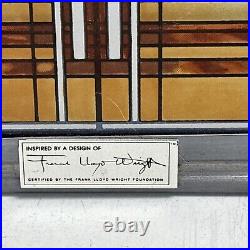 INSPIRED BY A DESIGN OF
Frank Lloyd Wright
CERTIFIED BY THE FRANK LLOYD WRIGHT FOUNDATION